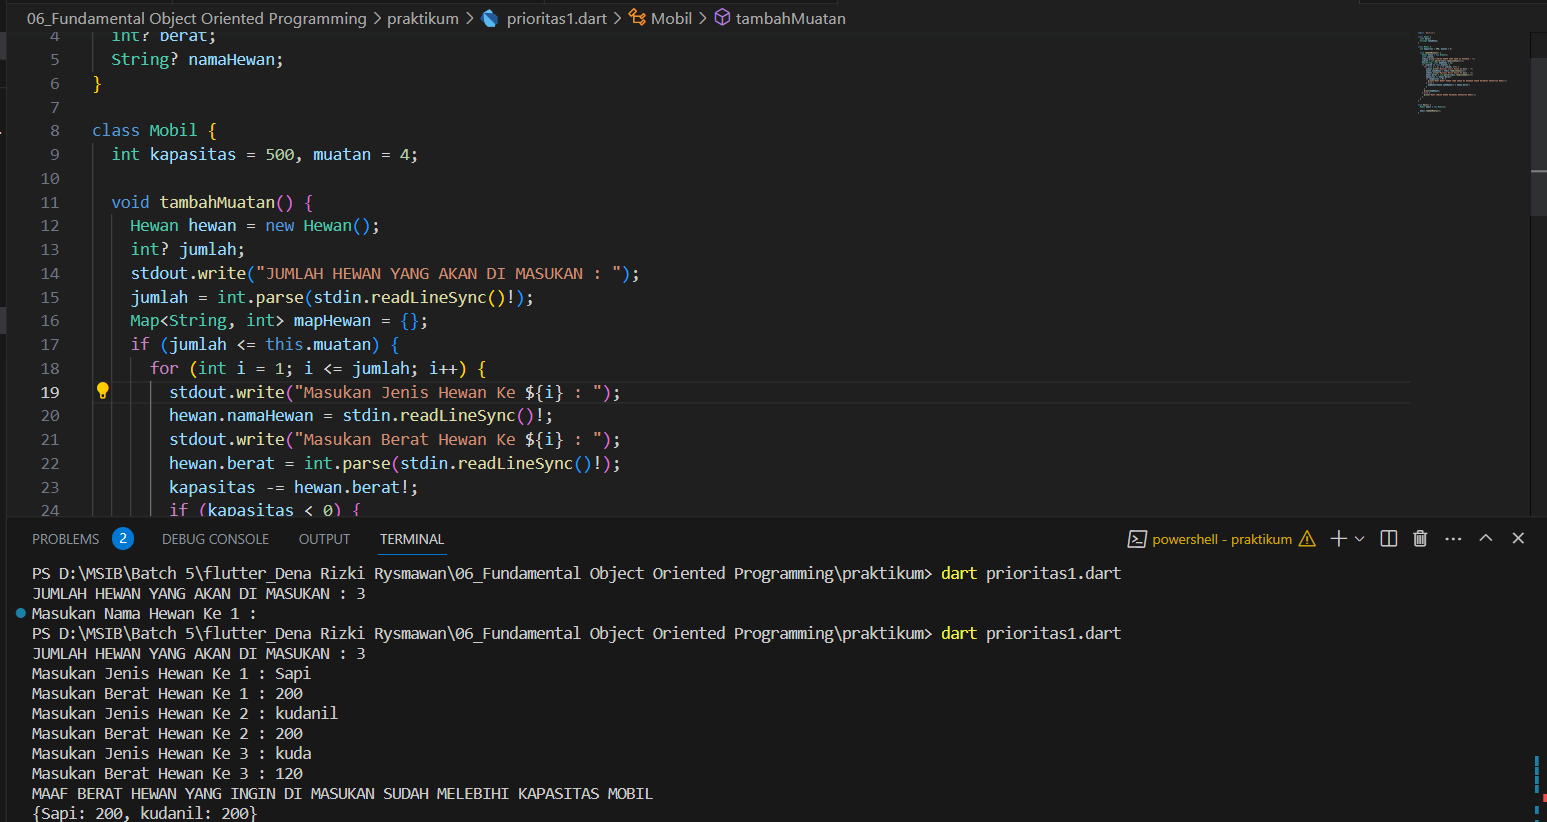 06_Fundamental Object Oriented Programming > praktikum > prioritas1.dart > Mobil > tambahMuatan
4 int? berat;
5 String? namaHewan;
6 }
7
8 class Mobil {
9 int kapasitas = 500, muatan = 4;
10
11 void tambahMuatan() {
12 Hewan hewan = new Hewan();
13 int? jumlah;
14 stdout.write("JUMLAH HEWAN YANG AKAN DI MASUKAN : ");
15 jumlah = int.parse(stdin.readLineSync()!);
16 Map<String, int> mapHewan = {};
17 if (jumlah <= this.muatan) {
18 for (int i = 1; i <= jumlah; i++) {
19 stdout.write("Masukan Jenis Hewan Ke ${i} : ");
20 hewan.namaHewan = stdin.readLineSync()!;
21 stdout.write("Masukan Berat Hewan Ke ${i} : ");
22 hewan.berat = int.parse(stdin.readLineSync()!);
23 kapasitas -= hewan.berat!;
24 if (kapasitas < 0) {
PROBLEMS 2 DEBUG CONSOLE OUTPUT TERMINAL powershell - praktikum
PS D:\MSIB\Batch 5\flutter_Dena Rizki Rysmawan\06_Fundamental Object Oriented Programming\praktikum> dart prioritas1.dart
JUMLAH HEWAN YANG AKAN DI MASUKAN : 3
Masukan Nama Hewan Ke 1 :
PS D:\MSIB\Batch 5\flutter_Dena Rizki Rysmawan\06_Fundamental Object Oriented Programming\praktikum> dart prioritas1.dart
JUMLAH HEWAN YANG AKAN DI MASUKAN : 3
Masukan Jenis Hewan Ke 1 : Sapi
Masukan Berat Hewan Ke 1 : 200
Masukan Jenis Hewan Ke 2 : kudanil
Masukan Berat Hewan Ke 2 : 200
Masukan Jenis Hewan Ke 3 : kuda
Masukan Berat Hewan Ke 3 : 120
MAAF BERAT HEWAN YANG INGIN DI MASUKAN SUDAH MELEBIHI KAPASITAS MOBIL
{Sapi: 200, kudanil: 200}